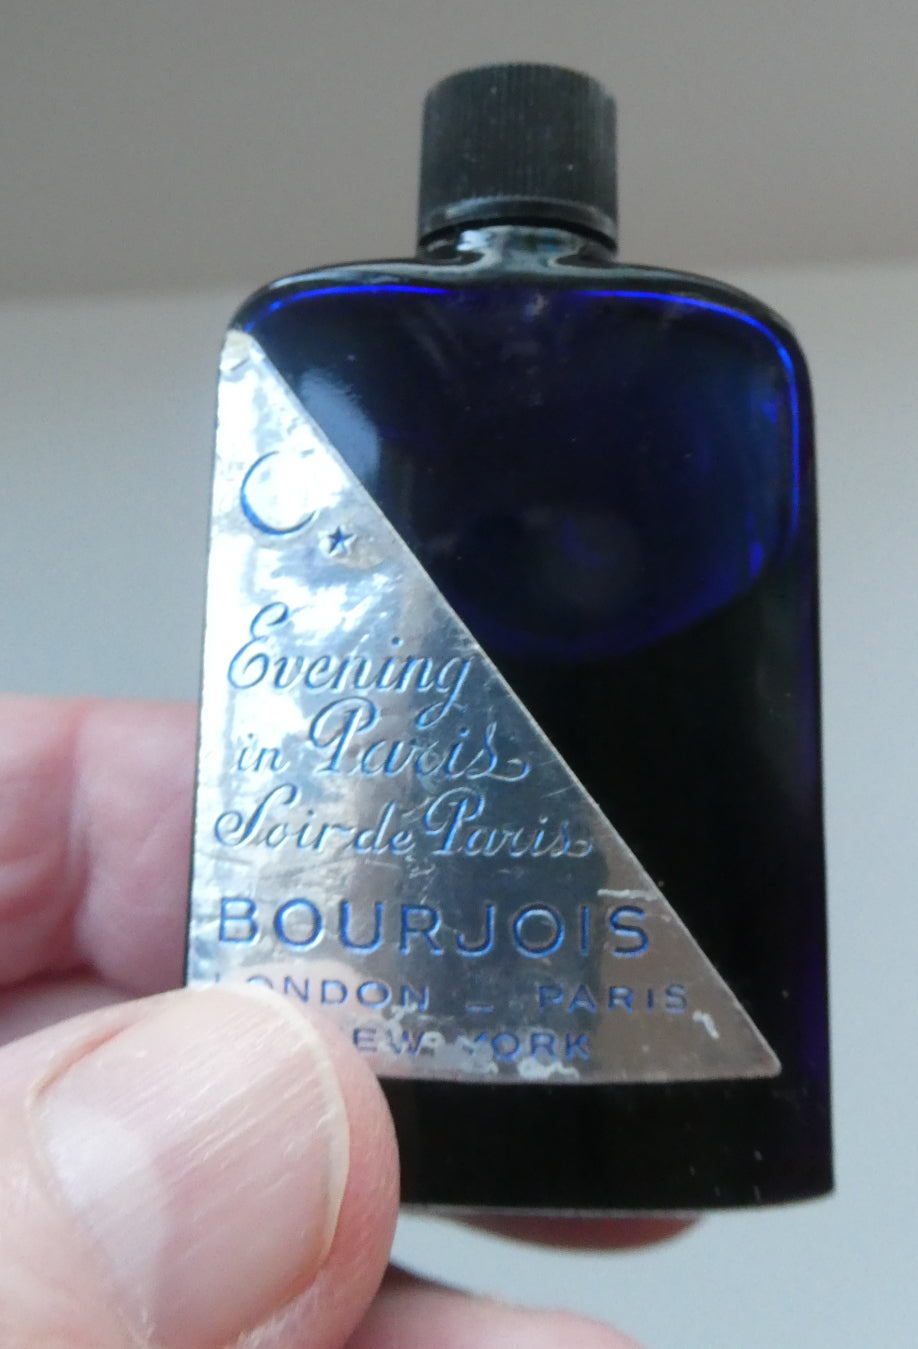 Evening
in Paris
Soir de Paris
BOURJOIS
LONDON – PARIS
NEW YORK